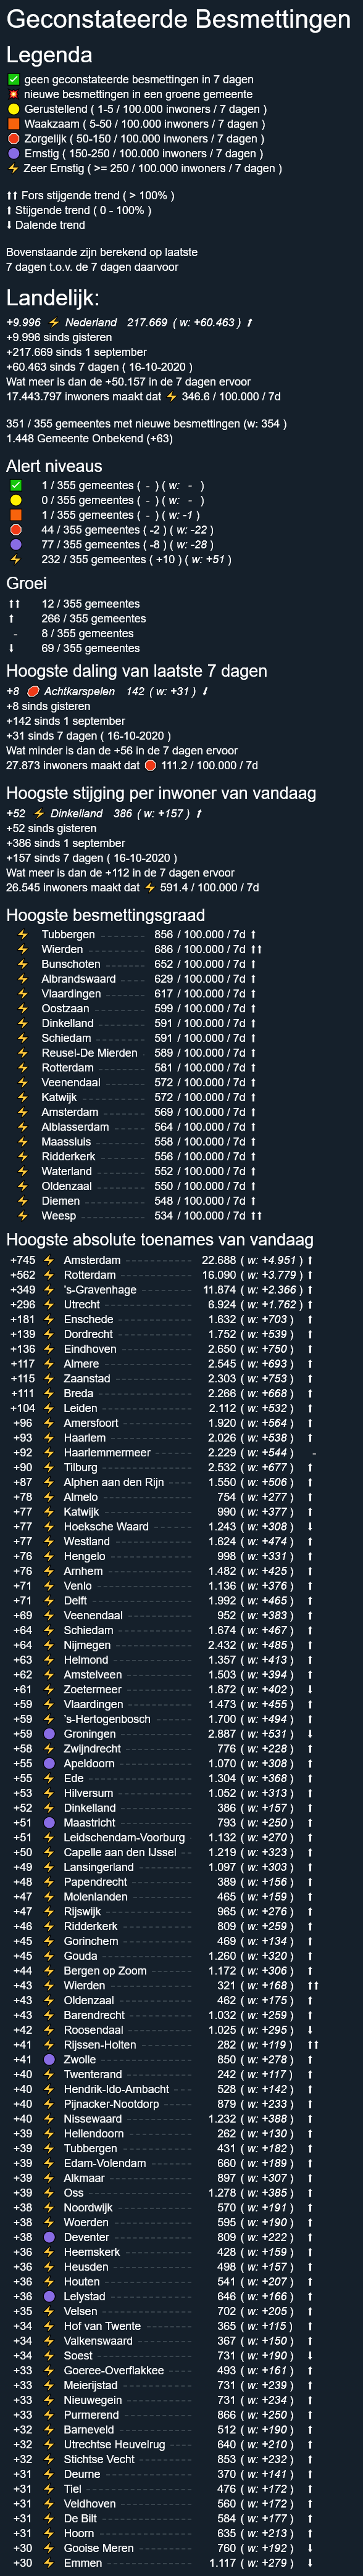 Geconstateerde Besmettingen
Legenda
✅ geen geconstateerde besmettingen in 7 dagen
💥 nieuwe besmettingen in een groene gemeente
🟡 Gerustellend ( 1-5 / 100.000 inwoners / 7 dagen )
🟧 Waakzaam ( 5-50 / 100.000 inwoners / 7 dagen )
🔴 Zorgelijk ( 50-150 / 100.000 inwoners / 7 dagen )
🟣 Ernstig ( 150-250 / 100.000 inwoners / 7 dagen )
⚡ Zeer Ernstig ( >= 250 / 100.000 inwoners / 7 dagen )
⬆⬆ Fors stijgende trend ( > 100% )
⬆ Stijgende trend ( 0 - 100% )
⬇ Dalende trend
Bovenstaande zijn berekend op laatste
7 dagen t.o.v. de 7 dagen daarvoor
Landelijk:
+9.996 ⚡ Nederland 217.669 ( w: +60.463 ) ⬆
+9.996 sinds gisteren
+217.669 sinds 1 september
+60.463 sinds 7 dagen ( 16-10-2020 )
Wat meer is dan de +50.157 in de 7 dagen ervoor
17.443.797 inwoners maakt dat ⚡ 346.6 / 100.000 / 7d
351 / 355 gemeentes met nieuwe besmettingen (w: 354 )
1.448 Gemeente Onbekend (+63)
Alert niveaus
✅ 1 / 355 gemeentes ( - ) ( w: - )
🟡 0 / 355 gemeentes ( - ) ( w: - )
🟧 1 / 355 gemeentes ( - ) ( w: -1 )
🔴 44 / 355 gemeentes ( -2 ) ( w: -22 )
🟣 77 / 355 gemeentes ( -8 ) ( w: -28 )
⚡ 232 / 355 gemeentes ( +10 ) ( w: +51 )
Groei
⬆⬆ 12 / 355 gemeentes
⬆ 266 / 355 gemeentes
- 8 / 355 gemeentes
⬇ 69 / 355 gemeentes
Hoogste daling van laatste 7 dagen
+8 🔴 Achtkarspelen 142 ( w: +31 ) ⬇
+8 sinds gisteren
+142 sinds 1 september
+31 sinds 7 dagen ( 16-10-2020 )
Wat minder is dan de +56 in de 7 dagen ervoor
27.873 inwoners maakt dat 🔴 111.2 / 100.000 / 7d
Hoogste stijging per inwoner van vandaag
+52 ⚡ Dinkelland 386 ( w: +157 ) ⬆
+52 sinds gisteren
+386 sinds 1 september
+157 sinds 7 dagen ( 16-10-2020 )
Wat meer is dan de +112 in de 7 dagen ervoor
26.545 inwoners maakt dat ⚡ 591.4 / 100.000 / 7d
Hoogste besmettingsgraad
⚡ Tubbergen 856 / 100.000 / 7d ⬆
⚡ Wierden 686 / 100.000 / 7d ⬆⬆
⚡ Bunschoten 652 / 100.000 / 7d ⬆
⚡ Albrandswaard 629 / 100.000 / 7d ⬆
⚡ Vlaardingen 617 / 100.000 / 7d ⬆
⚡ Oostzaan 599 / 100.000 / 7d ⬆
⚡ Dinkelland 591 / 100.000 / 7d ⬆
⚡ Schiedam 591 / 100.000 / 7d ⬆
⚡ Reusel-De Mierden 589 / 100.000 / 7d ⬆
⚡ Rotterdam 581 / 100.000 / 7d ⬆
⚡ Veenendaal 572 / 100.000 / 7d ⬆
⚡ Katwijk 572 / 100.000 / 7d ⬆
⚡ Amsterdam 569 / 100.000 / 7d ⬆
⚡ Alblasserdam 564 / 100.000 / 7d ⬆
⚡ Maassluis 558 / 100.000 / 7d ⬆
⚡ Ridderkerk 556 / 100.000 / 7d ⬆
⚡ Waterland 552 / 100.000 / 7d ⬆
⚡ Oldenzaal 550 / 100.000 / 7d ⬆
⚡ Diemen 548 / 100.000 / 7d ⬆
⚡ Weesp 534 / 100.000 / 7d ⬆⬆
Hoogste absolute toenames van vandaag
+745 ⚡ Amsterdam 22.688 ( w: +4.951 ) ⬆
+562 ⚡ Rotterdam 16.090 ( w: +3.779 ) ⬆
+349 ⚡ 's-Gravenhage 11.874 ( w: +2.366 ) ⬆
+296 ⚡ Utrecht 6.924 ( w: +1.762 ) ⬆
+181 ⚡ Enschede 1.632 ( w: +703 ) ⬆
+139 ⚡ Dordrecht 1.752 ( w: +539 ) ⬆
+136 ⚡ Eindhoven 2.650 ( w: +750 ) ⬆
+117 ⚡ Almere 2.545 ( w: +693 ) ⬆
+115 ⚡ Zaanstad 2.303 ( w: +753 ) ⬆
+111 ⚡ Breda 2.266 ( w: +668 ) ⬆
+104 ⚡ Leiden 2.112 ( w: +532 ) ⬆
+96 ⚡ Amersfoort 1.920 ( w: +564 ) ⬆
+93 ⚡ Haarlem 2.026 ( w: +538 ) ⬆
+92 ⚡ Haarlemmermeer 2.229 ( w: +544 ) -
+90 ⚡ Tilburg 2.532 ( w: +677 ) ⬆
+87 ⚡ Alphen aan den Rijn 1.550 ( w: +506 ) ⬆
+78 ⚡ Almelo 754 ( w: +277 ) ⬆
+77 ⚡ Katwijk 990 ( w: +377 ) ⬆
+77 ⚡ Hoeksche Waard 1.243 ( w: +308 ) ⬇
+77 ⚡ Westland 1.624 ( w: +474 ) ⬆
+76 ⚡ Hengelo 998 ( w: +331 ) ⬆
+76 ⚡ Arnhem 1.482 ( w: +425 ) ⬆
+71 ⚡ Venlo 1.136 ( w: +376 ) ⬆
+71 ⚡ Delft 1.992 ( w: +465 ) ⬆
+69 ⚡ Veenendaal 952 ( w: +383 ) ⬆
+64 ⚡ Schiedam 1.674 ( w: +467 ) ⬆
+64 ⚡ Nijmegen 2.432 ( w: +485 ) ⬆
+63 ⚡ Helmond 1.357 ( w: +413 ) ⬆
+62 ⚡ Amstelveen 1.503 ( w: +394 ) ⬆
+61 ⚡ Zoetermeer 1.872 ( w: +402 ) ⬇
+59 ⚡ Vlaardingen 1.473 ( w: +455 ) ⬆
+59 ⚡ 's-Hertogenbosch 1.700 ( w: +494 ) ⬆
+59 🟣 Groningen 2.887 ( w: +531 ) ⬇
+58 ⚡ Zwijndrecht 776 ( w: +228 ) ⬆
+55 🟣 Apeldoorn 1.070 ( w: +308 ) ⬆
+55 ⚡ Ede 1.304 ( w: +368 ) ⬆
+53 ⚡ Hilversum 1.052 ( w: +313 ) ⬆
+52 ⚡ Dinkelland 386 ( w: +157 ) ⬆
+51 🟣 Maastricht 793 ( w: +250 ) ⬆
+51 ⚡ Leidschendam-Voorburg 1.132 ( w: +270 ) ⬆
+50 ⚡ Capelle aan den IJssel 1.219 ( w: +323 ) ⬆
+49 ⚡ Lansingerland 1.097 ( w: +303 ) ⬆
+48 ⚡ Papendrecht 389 ( w: +156 ) ⬆
+47 ⚡ Molenlanden 465 ( w: +159 ) ⬆
+47 ⚡ Rijswijk 965 ( w: +276 ) ⬆
+46 ⚡ Ridderkerk 809 ( w: +259 ) ⬆
+45 ⚡ Gorinchem 469 ( w: +134 ) ⬆
+45 ⚡ Gouda 1.260 ( w: +320 ) ⬆
+44 ⚡ Bergen op Zoom 1.172 ( w: +306 ) ⬆
+43 ⚡ Wierden 321 ( w: +168 ) ⬆⬆
+43 ⚡ Oldenzaal 462 ( w: +175 ) ⬆
+43 ⚡ Barendrecht 1.032 ( w: +259 ) ⬆
+42 ⚡ Roosendaal 1.025 ( w: +295 ) ⬇
+41 ⚡ Rijssen-Holten 282 ( w: +119 ) ⬆⬆
+41 🟣 Zwolle 850 ( w: +278 ) ⬆
+40 ⚡ Twenterand 242 ( w: +117 ) ⬆
+40 ⚡ Hendrik-Ido-Ambacht 528 ( w: +142 ) ⬆
+40 ⚡ Pijnacker-Nootdorp 879 ( w: +233 ) ⬆
+40 ⚡ Nissewaard 1.232 ( w: +388 ) ⬆
+39 ⚡ Hellendoorn 262 ( w: +130 ) ⬆
+39 ⚡ Tubbergen 431 ( w: +182 ) ⬆
+39 ⚡ Edam-Volendam 660 ( w: +189 ) ⬆
+39 ⚡ Alkmaar 897 ( w: +307 ) ⬆
+39 ⚡ Oss 1.278 ( w: +385 ) ⬆
+38 ⚡ Noordwijk 570 ( w: +191 ) ⬆
+38 ⚡ Woerden 595 ( w: +190 ) ⬆
+38 🟣 Deventer 809 ( w: +222 ) ⬆
+36 ⚡ Heemskerk 428 ( w: +159 ) ⬆
+36 ⚡ Heusden 498 ( w: +157 ) ⬆
+36 ⚡ Houten 541 ( w: +207 ) ⬆
+36 🟣 Lelystad 646 ( w: +166 ) ⬆
+35 ⚡ Velsen 702 ( w: +205 ) ⬆
+34 ⚡ Hof van Twente 365 ( w: +115 ) ⬆
+34 ⚡ Valkenswaard 367 ( w: +150 ) ⬆
+34 ⚡ Soest 731 ( w: +190 ) ⬇
+33 ⚡ Goeree-Overflakkee 493 ( w: +161 ) ⬆
+33 ⚡ Meierijstad 731 ( w: +239 ) ⬆
+33 ⚡ Nieuwegein 731 ( w: +234 ) ⬆
+33 ⚡ Purmerend 866 ( w: +250 ) ⬆
+32 ⚡ Barneveld 512 ( w: +190 ) ⬆
+32 ⚡ Utrechtse Heuvelrug 640 ( w: +210 ) ⬆
+32 ⚡ Stichtse Vecht 853 ( w: +232 ) ⬆
+31 ⚡ Deurne 370 ( w: +141 ) ⬆
+31 ⚡ Tiel 476 ( w: +172 ) ⬆
+31 ⚡ Veldhoven 560 ( w: +172 ) ⬆
+31 ⚡ De Bilt 584 ( w: +177 ) ⬆
+31 ⚡ Hoorn 635 ( w: +213 ) ⬆
+30 ⚡ Gooise Meren 760 ( w: +192 ) ⬇
+30 ⚡ Emmen 1.117 ( w: +279 ) ⬇